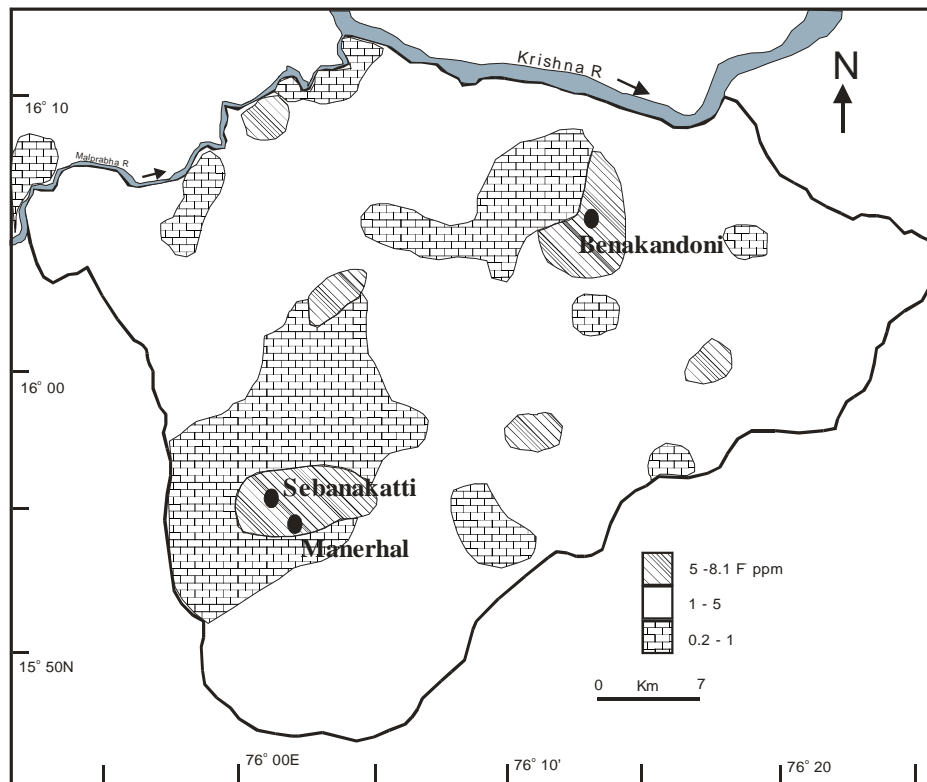 Krishna R
N
16° 10
Malprabha R
Benakandoni
16° 00
Sebanakatti
Manerhal
5 -8.1 F ppm
1 - 5
0.2 - 1
15° 50N
0 Km 7
76° 00E
76° 10'
76° 20